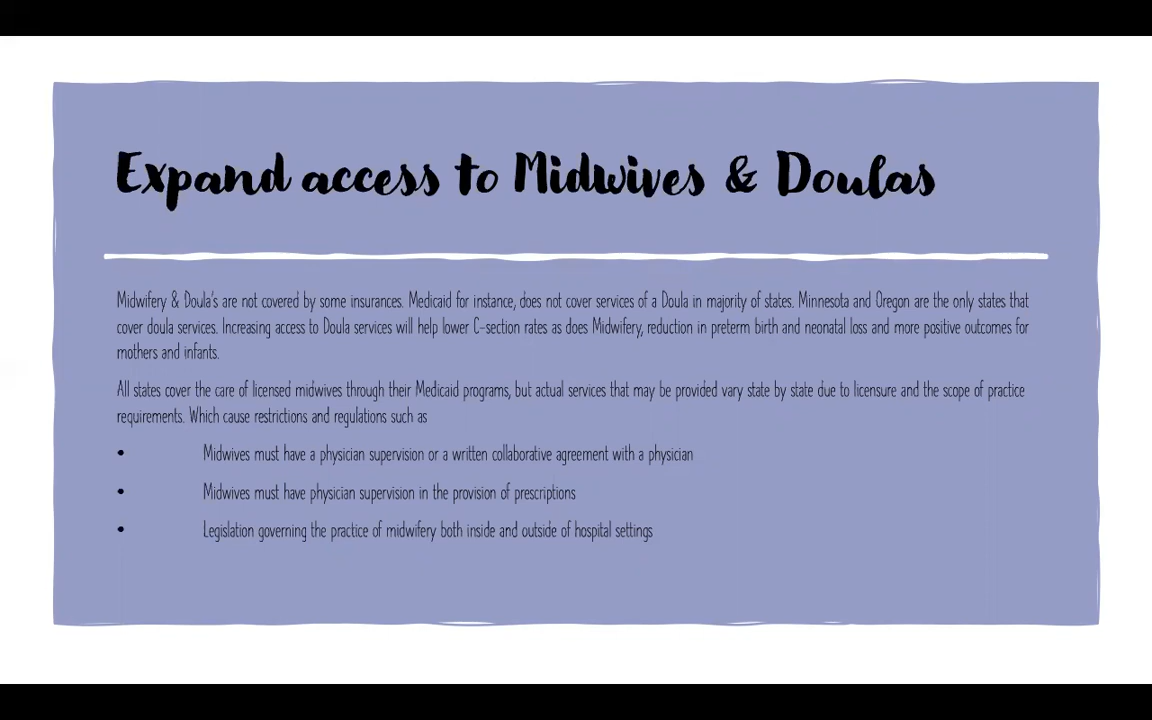 Expand access to Midwives & Doulas
Midwifery & Doula's are not covered by some insurances. Medicaid for instance, does not cover services of a Doula in majority of states. Minnesota and Oregon are the only states that
cover doula services. Increasing access to Doula services will help lower C-section rates as does Midwifery, reduction in preterm birth and neonatal loss and more positive outcomes for
mothers and infants.
All states cover the care of licensed midwives through their Medicaid programs, but actual services that may be provided vary state by state due to licensure and the scope of practice
requirements. Which cause restrictions and regulations such as
• Midwives must have a physician supervision or a written collaborative agreement with a physician
• Midwives must have physician supervision in the provision of prescriptions
• Legislation governing the practice of midwifery both inside and outside of hospital settings